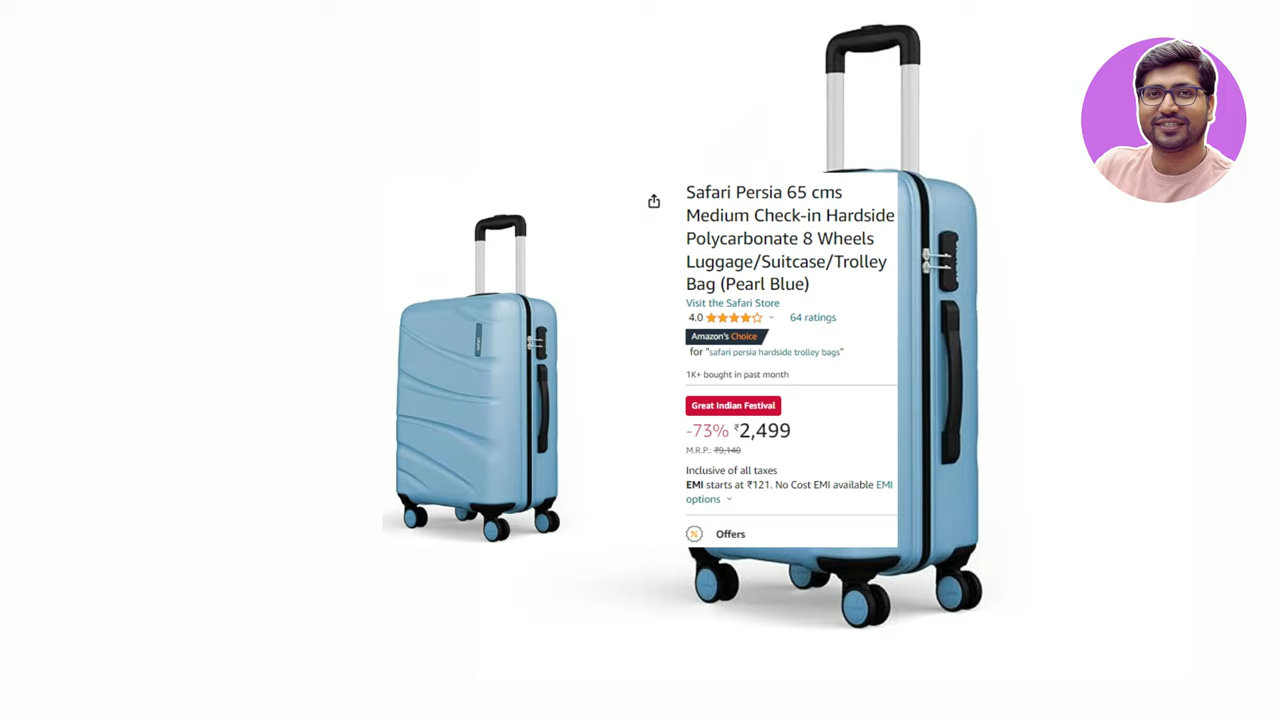 Safari Persia 65 cms
Medium Check-in Hardside
Polycarbonate 8 Wheels
Luggage/Suitcase/Trolley
Bag (Pearl Blue)
Visit the Safari Store
4.0 64 ratings
Amazon's Choice
for "safari persia hardside trolley bags"
1K+ bought in past month
Great Indian Festival
-73% ₹2,499
M.R.P.: ₹9,140
Inclusive of all taxes
EMI starts at ₹121. No Cost EMI available EMI
options
% Offers